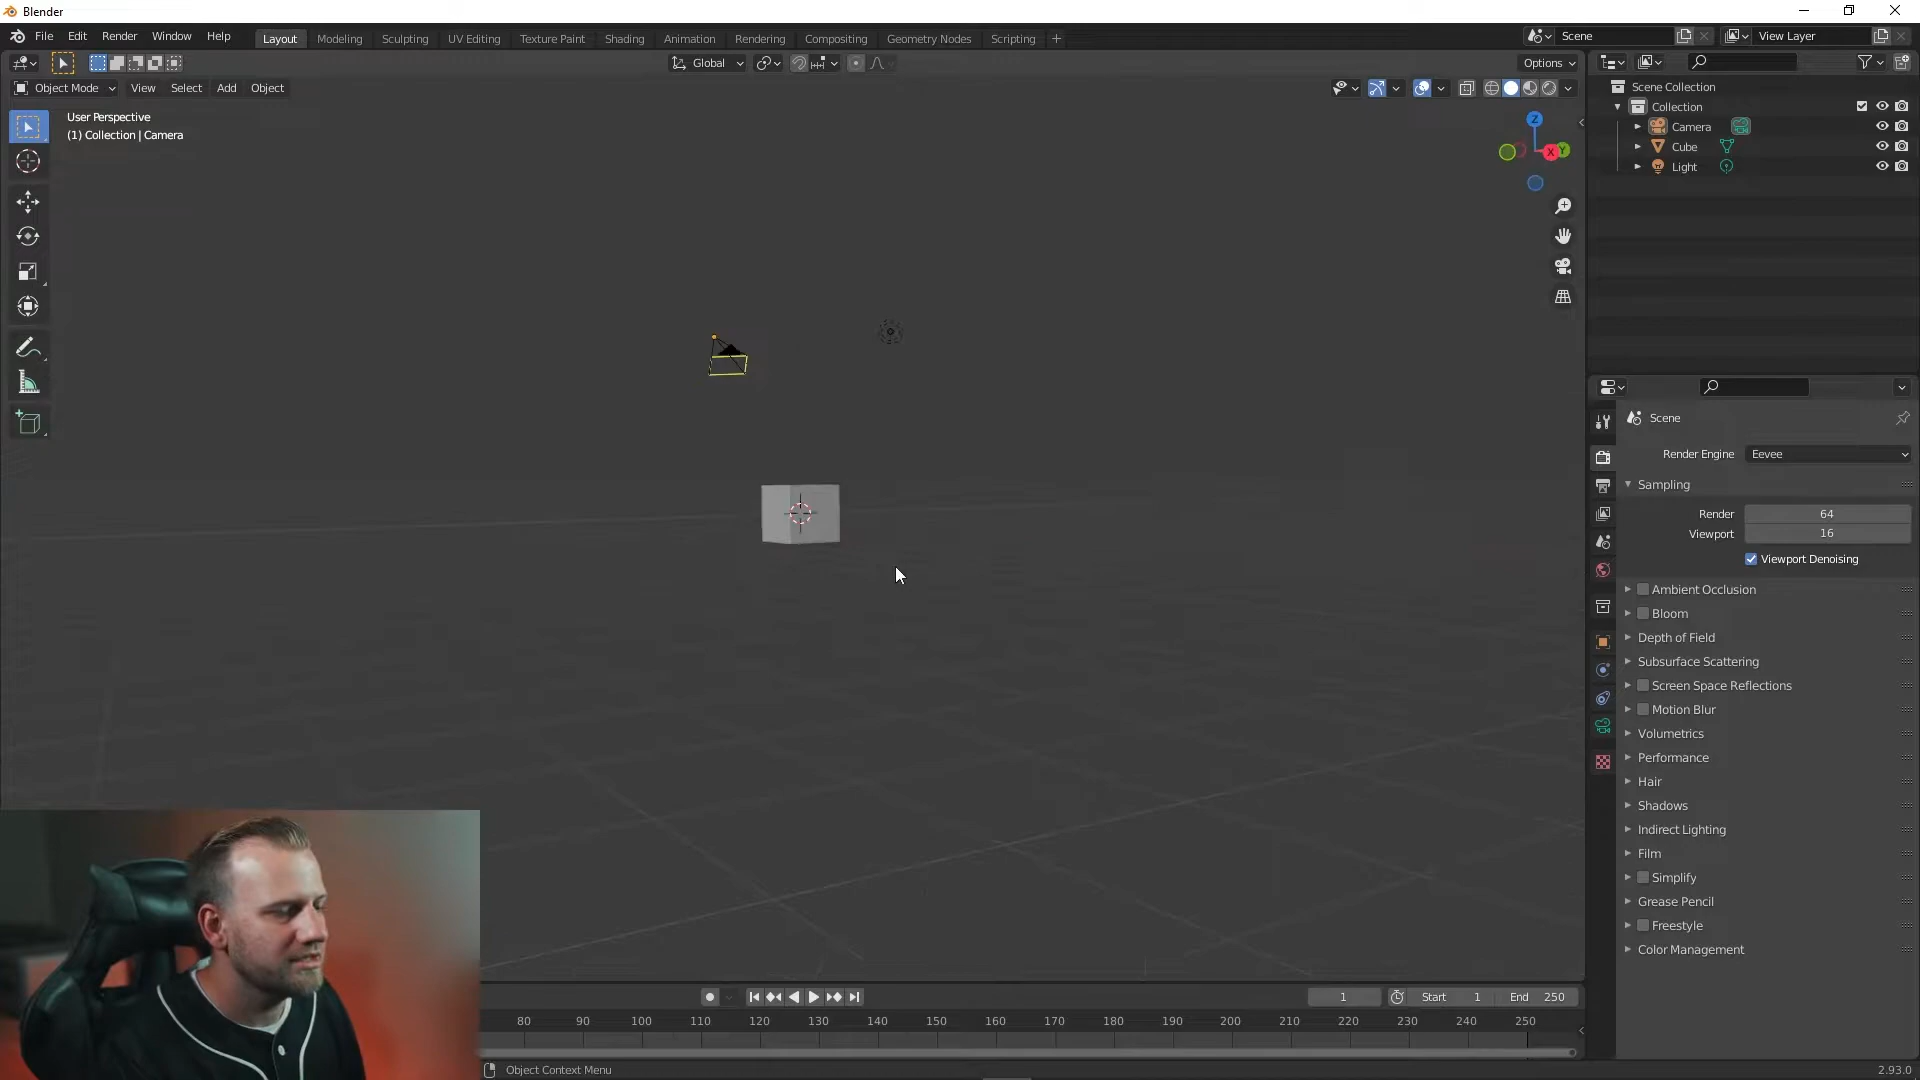 Blender
File Edit Render Window Help Layout Modeling Sculpting UV Editing Texture Paint Shading Animation Rendering Compositing Geometry Nodes Scripting + Scene View Layer
Global Options
Object Mode View Select Add Object
User Perspective
(1) Collection | Camera
Z
X Y
Scene Collection
Collection
Camera
Cube
Light
Scene
Render Engine Eevee
Sampling
Render 64
Viewport 16
Viewport Denoising
Ambient Occlusion
Bloom
Depth of Field
Subsurface Scattering
Screen Space Reflections
Motion Blur
Volumetrics
Performance
Hair
Shadows
Indirect Lighting
Film
Simplify
Grease Pencil
Freestyle
Color Management
1 Start 1 End 250
80 90 100 110 120 130 140 150 160 170 180 190 200 210 220 230 240 250
Object Context Menu 2.93.0